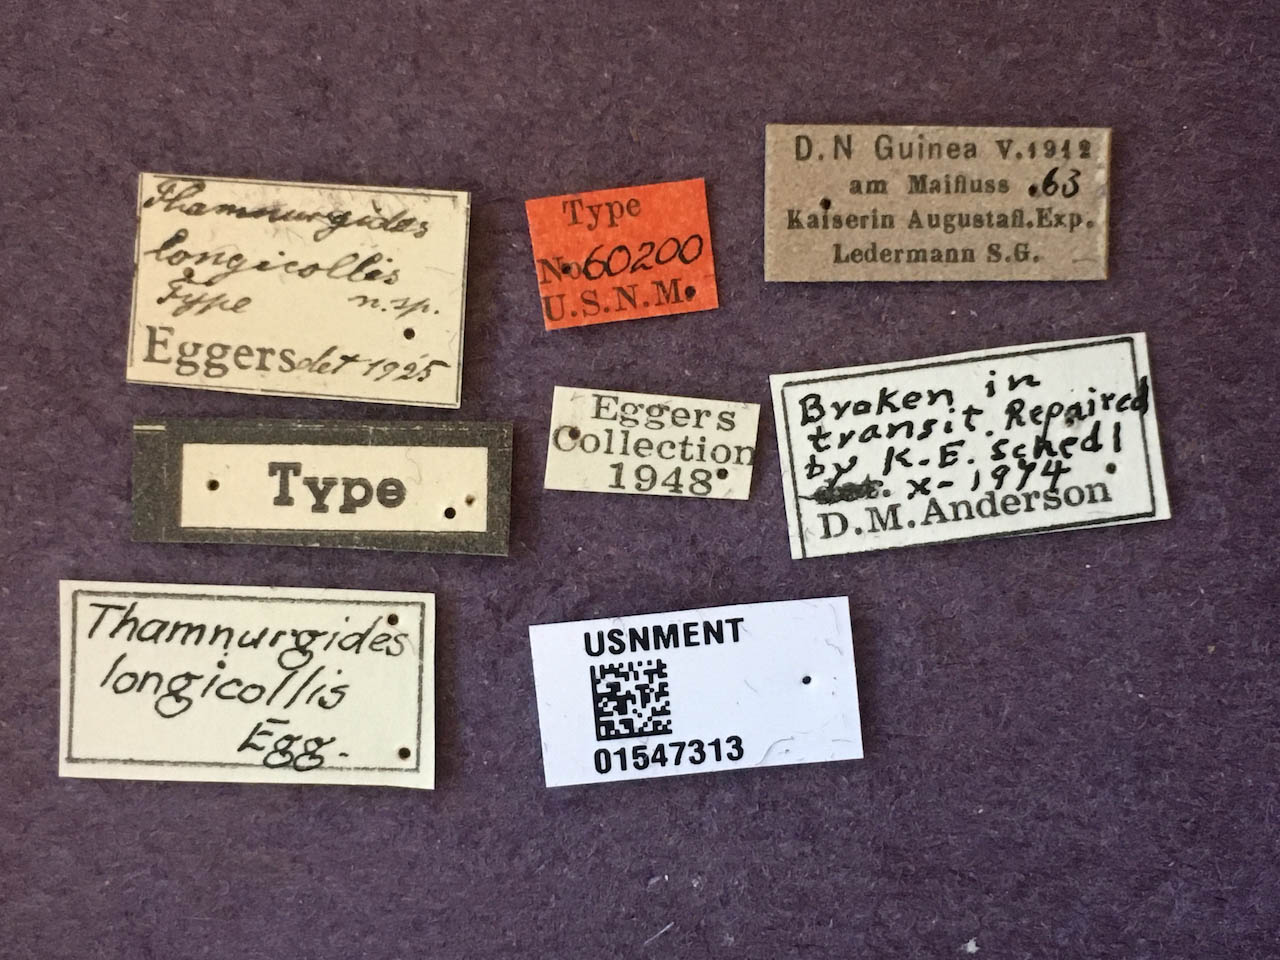 Thamnurgides
longicollis
Type n.sp.
Eggers det 1925
Type
No 60200
U.S.N.M.
D.N Guinea V.1912
am Maifluss .63
Kaiserin Augustafl.Exp.
Ledermann S.G.
Type
Eggers
Collection
1948
Broken in
transit. Repaired
by K.E. Schedl
x-1974
D.M.Anderson
Thamnurgides
longicollis
Egg.
USNMENT
01547313